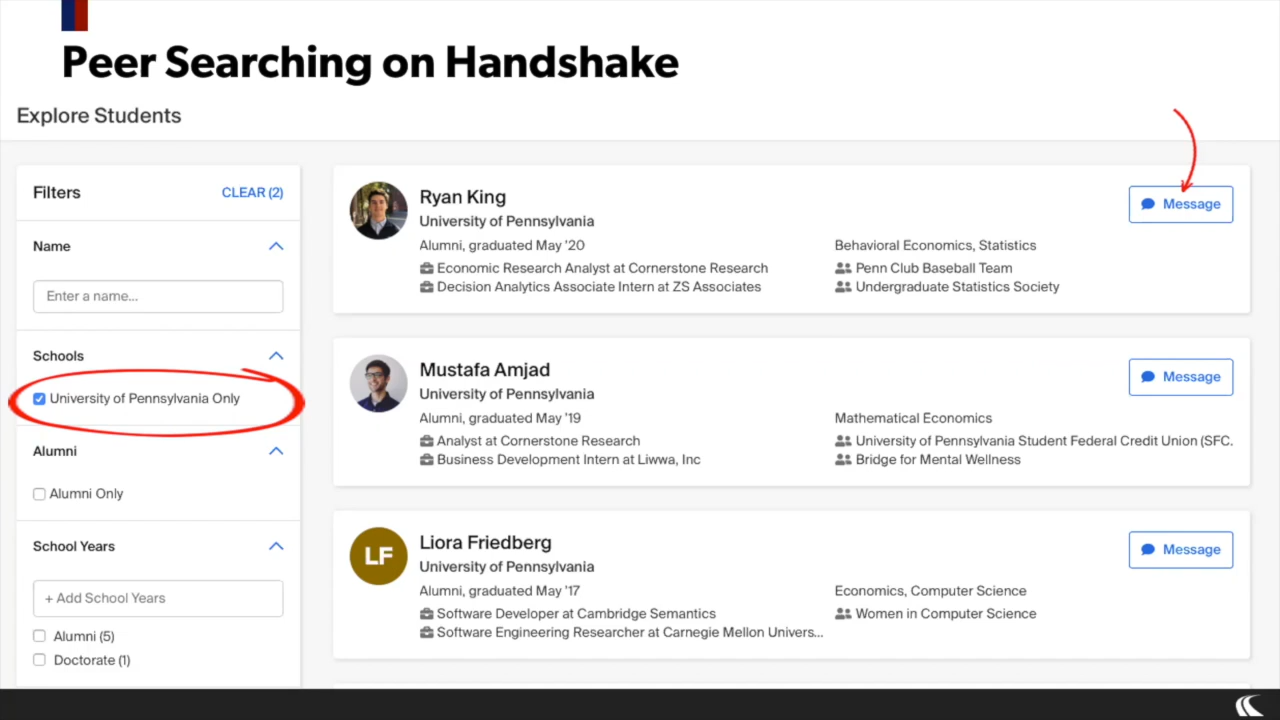 Peer Searching on Handshake
Explore Students
Filters
CLEAR (2)
Name
Enter a name...
Schools
University of Pennsylvania Only
Alumni
Alumni Only
School Years
+ Add School Years
Alumni (5)
Doctorate (1)
Ryan King
Message
University of Pennsylvania
Alumni, graduated May '20
Behavioral Economics, Statistics
Economic Research Analyst at Cornerstone Research
Penn Club Baseball Team
Decision Analytics Associate Intern at ZS Associates
Undergraduate Statistics Society
Mustafa Amjad
Message
University of Pennsylvania
Alumni, graduated May '19
Mathematical Economics
Analyst at Cornerstone Research
University of Pennsylvania Student Federal Credit Union (SFC.
Business Development Intern at Liwwa, Inc
Bridge for Mental Wellness
LF
Liora Friedberg
Message
University of Pennsylvania
Alumni, graduated May '17
Economics, Computer Science
Software Developer at Cambridge Semantics
Women in Computer Science
Software Engineering Researcher at Carnegie Mellon Univers...